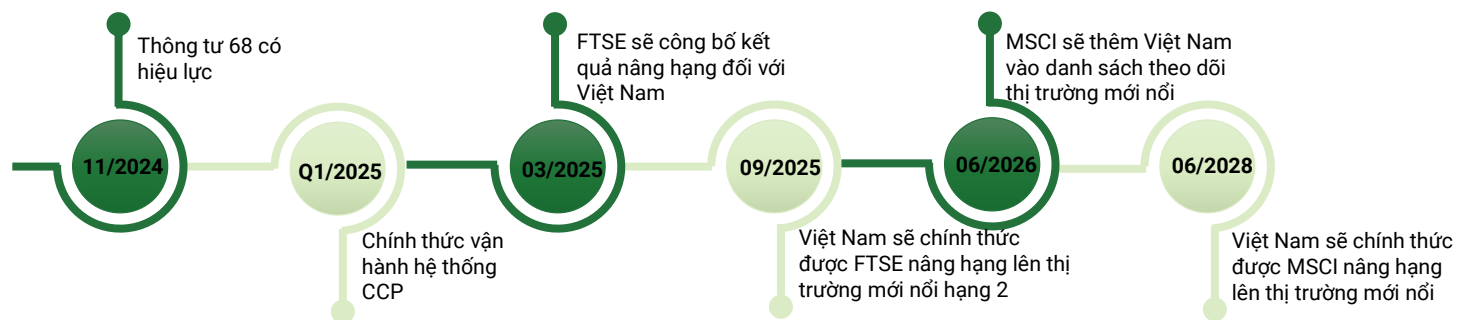 Thông tư 68 có
hiệu lực
FTSE sẽ công bố kết
quả nâng hạng đối với
Việt Nam
MSCI sẽ thêm Việt Nam
vào danh sách theo dõi
thị trường mới nổi
11/2024
Q1/2025
03/2025
09/2025
06/2026
06/2028
Chính thức vận
hành hệ thống
CCP
Việt Nam sẽ chính thức
được FTSE nâng hạng lên thị
trường mới nổi hạng 2
Việt Nam sẽ chính thức
được MSCI nâng hạng
lên thị trường mới nổi